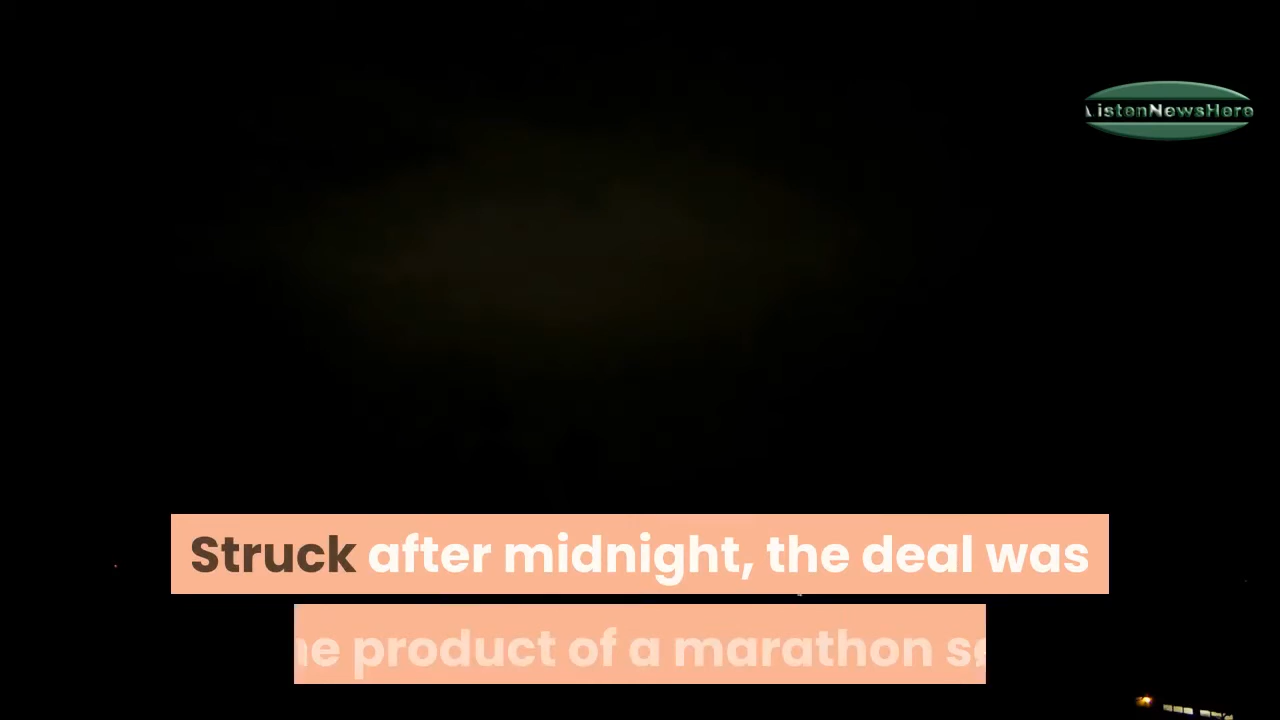 ListenNewsHere
Struck after midnight, the deal was
product of a marathon